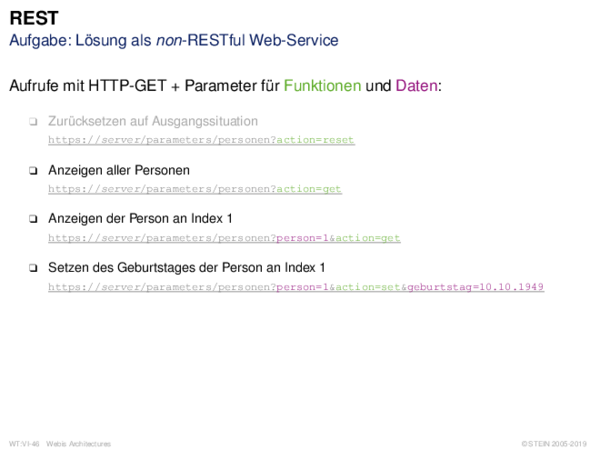 REST
Aufgabe: Lösung als non-RESTful Web-Service
Aufrufe mit HTTP-GET + Parameter für Funktionen und Daten:
❑ Zurücksetzen auf Ausgangssituation
https://server/parameters/personen?action=reset
❑ Anzeigen aller Personen
https://server/parameters/personen?action=get
❑ Anzeigen der Person an Index 1
https://server/parameters/personen?person=1&action=get
❑ Setzen des Geburtstages der Person an Index 1
https://server/parameters/personen?person=1&action=set&geburtstag=10.10.1949
WT:VI-46 Webis Architectures
© STEIN 2005-2019